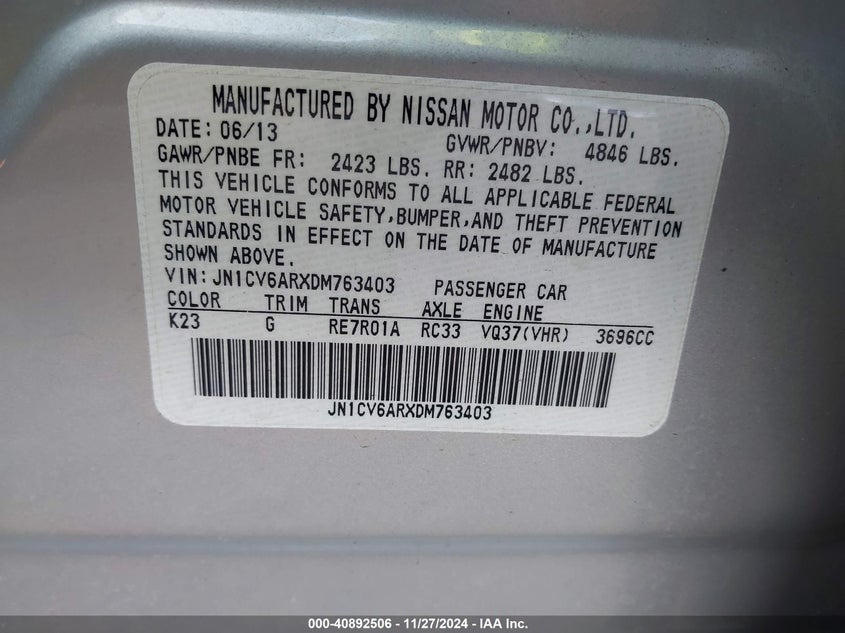 MANUFACTURED BY NISSAN MOTOR CO.,LTD.
DATE: 06/13 GVWR/PNBV: 4846 LBS.
GAWR/PNBE FR: 2423 LBS. RR: 2482 LBS.
THIS VEHICLE CONFORMS TO ALL APPLICABLE FEDERAL
MOTOR VEHICLE SAFETY,BUMPER,AND THEFT PREVENTION
STANDARDS IN EFFECT ON THE DATE OF MANUFACTURE
SHOWN ABOVE.
VIN:JN1CV6ARXDM763403 PASSENGER CAR
COLOR TRIM TRANS AXLE ENGINE
K23 G RE7R01A RC33 VQ37(VHR) 3696CC
JN1CV6ARXDM763403
000-40892506 - 11/27/2024 - IAA Inc.